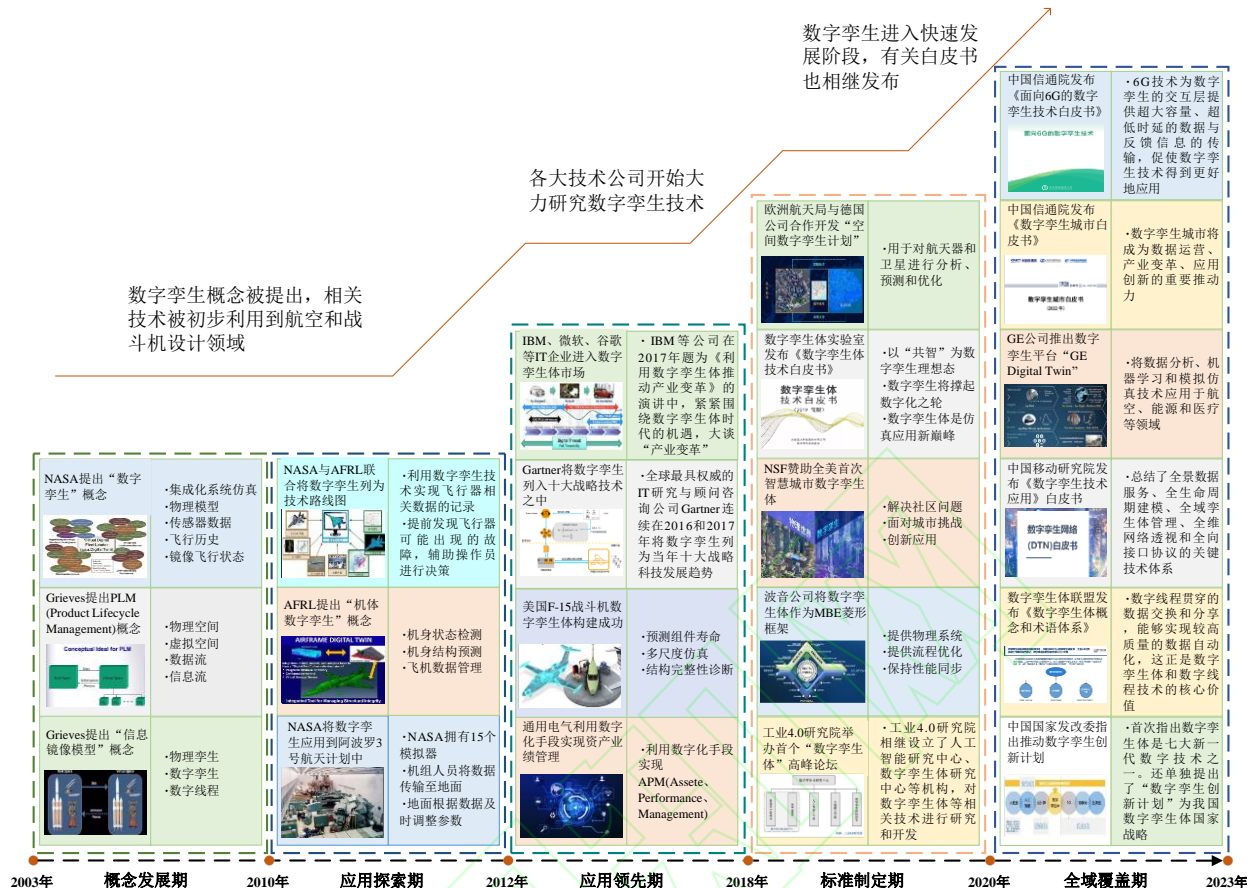 数字孪生进入快速发
展阶段，有关白皮书
也相继发布
各大技术公司开始大
力研究数字孪生技术
数字孪生概念被提出，相关
技术被初步利用到航空和战
斗机设计领域
NASA提出“数字
孪生”概念
·集成化系统仿真
·物理模型
·传感器数据
·飞行历史
·镜像飞行状态
Grieves提出PLM
(Product Lifecycle
Management)概念
Conceptual Ideal for PLM
·物理空间
·虚拟空间
·数据流
·信息流
Grieves提出“信息
镜像模型”概念
·物理孪生
·数字孪生
·数字线程
NASA与AFRL联
合将数字孪生列为
技术路线图
·利用数字孪生技
术实现飞行器相
关数据的记录
·提前发现飞行器
可能出现的故
障，辅助操作员
进行决策
AFRL提出“机体
数字孪生”概念
AIRFRAME DIGITAL TWIN
Integrated Tool for Managing Structural Integrity
·机身状态检测
·机身结构预测
·飞机数据管理
NASA将数字孪
生应用到阿波罗3
号航天计划中
·NASA拥有15个
模拟器
·机组人员将数据
传输至地面
·地面根据数据及
时调整参数
IBM、微软、谷歌
等IT企业进入数字
孪生体市场
·IBM等公司在
2017年题为《利
用数字孪生体推
动产业变革》的
演讲中，紧紧围
绕数字孪生体时
代的机遇，大谈
“产业变革”
Gartner将数字孪生
列入十大战略技术
之中
·全球最具权威的
IT研究与顾问咨
询公司Gartner连
续在2016和2017
年将数字孪生列
为当年十大战略
科技发展趋势
美国F-15战斗机数
字孪生体构建成功
·预测组件寿命
·多尺度仿真
·结构完整性诊断
通用电气利用数字
化手段实现资产业
绩管理
·利用数字化手段
实现
APM(Assete、
Performance、
Management)
欧洲航天局与德国
公司合作开发“空
间数字孪生计划”
·用于对航天器和
卫星进行分析、
预测和优化
数字孪生体实验室
发布《数字孪生体
技术白皮书》
数字孪生体
技术白皮书
·以“共智”为数
字孪生理想态
·数字孪生将撑起
数字化之轮
·数字孪生体是仿
真应用新巅峰
NSF赞助全美首次
智慧城市数字孪生
体
·解决社区问题
·面对城市挑战
·创新应用
波音公司将数字孪
生体作为MBE菱形
框架
·提供物理系统
·提供流程优化
·保持性能同步
工业4.0研究院举
办首个“数字孪生
体”高峰论坛
·工业4.0研究院
相继设立了人工
智能研究中心、
数字孪生体研究
中心等机构，对
数字孪生体等相
关技术进行研究
和开发
中国信通院发布
《面向6G的数字
孪生技术白皮书》
面向6G的数字孪生技术
·6G技术为数字
孪生的交互层提
供超大容量、超
低时延的数据与
反馈信息的传
输，促使数字孪
生技术得到更好
地应用
中国信通院发布
《数字孪生城市白
皮书》
数字孪生城市白皮书
·数字孪生城市将
成为数据运营、
产业变革、应用
创新的重要推动
力
GE公司推出数字
孪生平台“GE
Digital Twin”
·将数据分析、机
器学习和模拟仿
真技术应用于航
空、能源和医疗
等领域
中国移动研究院发
布《数字孪生技术
应用》白皮书
数字孪生网络
(DTN)白皮书
·总结了全景数据
服务、全生命周
期建模、全域孪
生体管理、全维
网络透视和全向
接口协议的关键
技术体系
数字孪生体联盟发
布《数字孪生体概
念和术语体系》
·数字线程贯穿的
数据交换和分享
，能够实现较高
质量的数据自动
化，这正是数字
孪生体和数字线
程技术的核心价
值
中国国家发改委指
出推动数字孪生创
新计划
·首次指出数字孪
生体是七大新一
代数字技术之
一。还单独提出
了“数字孪生创
新计划”为我国
数字孪生体国家
战略
2003年 概念发展期 2010年 应用探索期 2012年 应用领先期 2018年 标准制定期 2020年 全域覆盖期 2023年